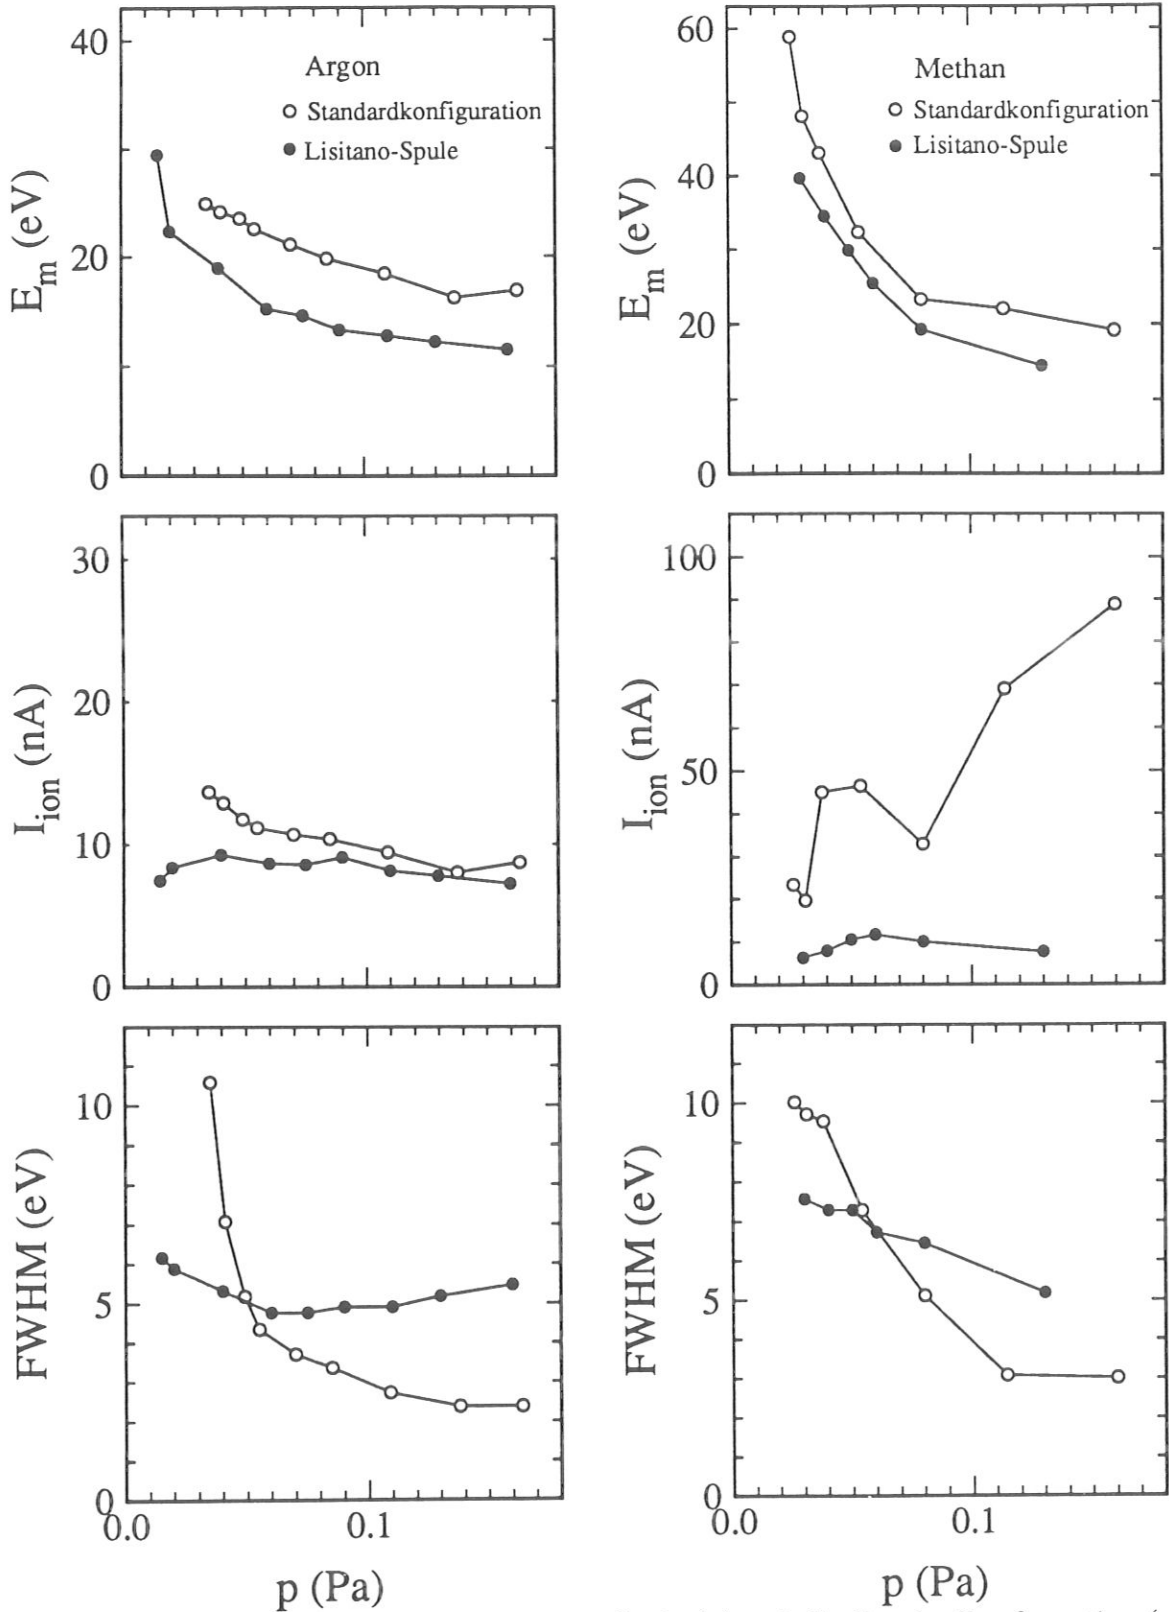 40
Argon
Standardkonfiguration
Lisitano-Spule
20
0
E_m (eV)
60
Methan
Standardkonfiguration
Lisitano-Spule
40
20
0
E_m (eV)
30
20
10
0
I_ion (nA)
100
50
0
I_ion (nA)
10
5
0
FWHM (eV)
0.0
0.1
p (Pa)
10
5
0
FWHM (eV)
0.0
0.1
p (Pa)